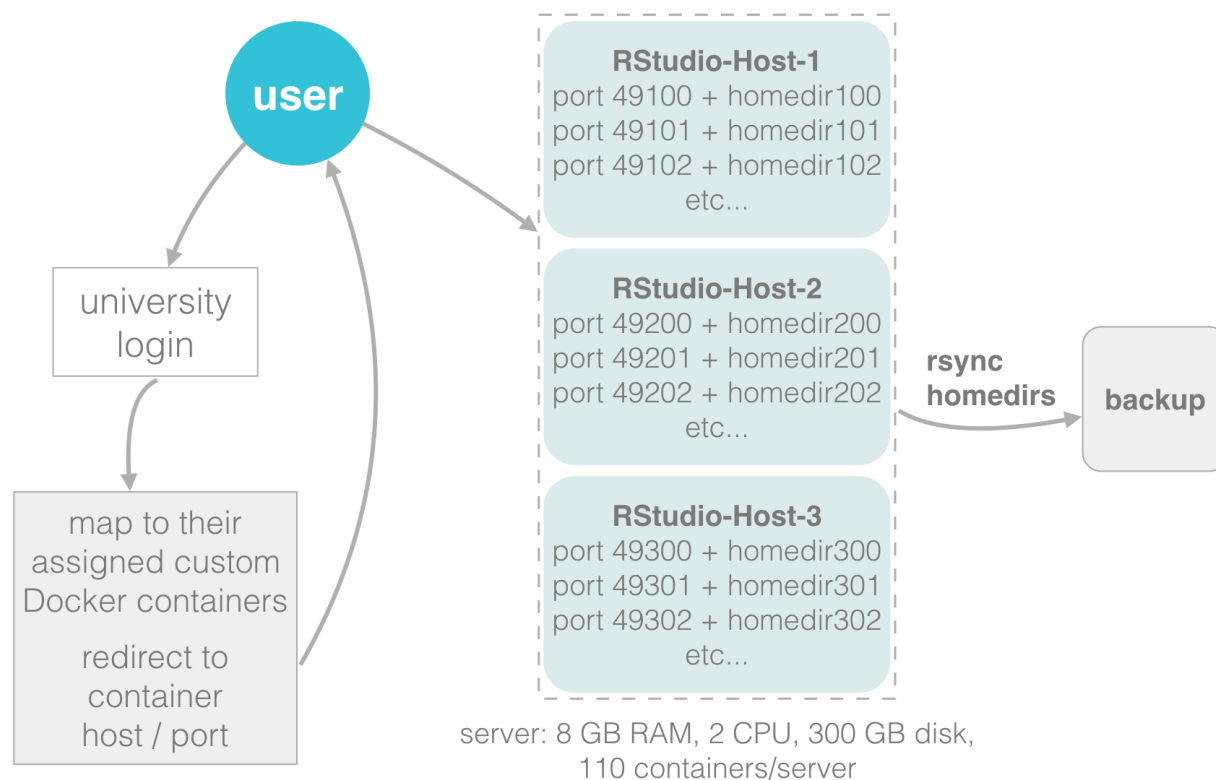 user
university
login
map to their
assigned custom
Docker containers
redirect to
container
host / port
RStudio-Host-1
port 49100 + homedir100
port 49101 + homedir101
port 49102 + homedir102
etc...
RStudio-Host-2
port 49200 + homedir200
port 49201 + homedir201
port 49202 + homedir202
etc...
RStudio-Host-3
port 49300 + homedir300
port 49301 + homedir301
port 49302 + homedir302
etc...
server: 8 GB RAM, 2 CPU, 300 GB disk,
110 containers/server
rsync
homedirs
backup